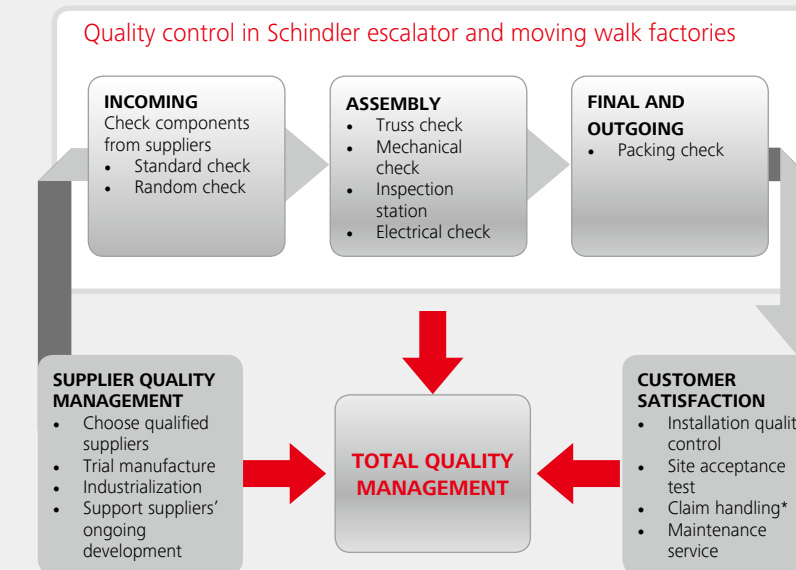 Quality control in Schindler escalator and moving walk factories
INCOMING
Check components
from suppliers
• Standard check
• Random check
ASSEMBLY
• Truss check
• Mechanical
check
• Inspection
station
• Electrical check
FINAL AND
OUTGOING
• Packing check
SUPPLIER QUALITY
MANAGEMENT
• Choose qualified
suppliers
• Trial manufacture
• Industrialization
• Support suppliers’
ongoing
development
TOTAL QUALITY
MANAGEMENT
CUSTOMER
SATISFACTION
• Installation qualit
control
• Site acceptance
test
• Claim handling*
• Maintenance
service